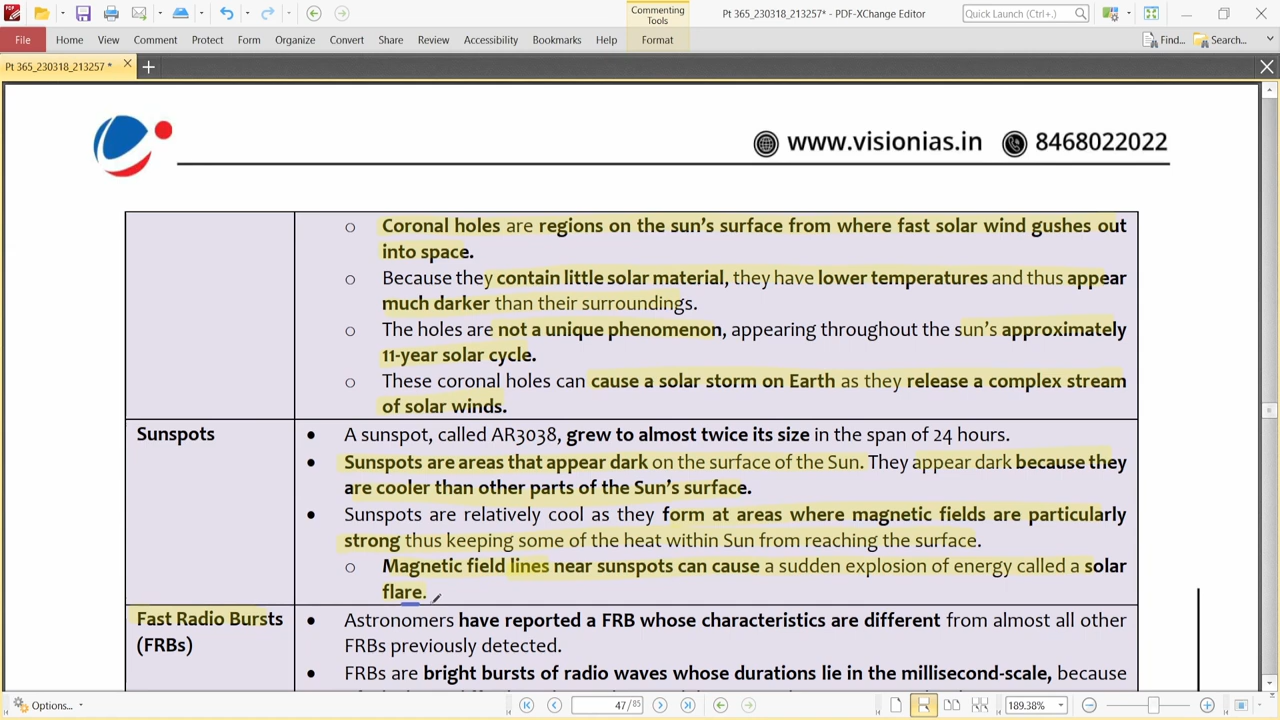 Commenting
Tools
Pt 365_230318_213257* - PDF-XChange Editor
Quick Launch (Ctrl+.)
File Home View Comment Protect Form Organize Convert Share Review Accessibility Bookmarks Help Format
Find... Search...
Pt 365_230318_213257 *
www.visionias.in 8468022022
○ Coronal holes are regions on the sun's surface from where fast solar wind gushes out
into space.
○ Because they contain little solar material, they have lower temperatures and thus appear
much darker than their surroundings.
○ The holes are not a unique phenomenon, appearing throughout the sun's approximately
11-year solar cycle.
○ These coronal holes can cause a solar storm on Earth as they release a complex stream
of solar winds.
Sunspots
• A sunspot, called AR3038, grew to almost twice its size in the span of 24 hours.
• Sunspots are areas that appear dark on the surface of the Sun. They appear dark because they
are cooler than other parts of the Sun's surface.
• Sunspots are relatively cool as they form at areas where magnetic fields are particularly
strong thus keeping some of the heat within Sun from reaching the surface.
○ Magnetic field lines near sunspots can cause a sudden explosion of energy called a solar
flare.
Fast Radio Bursts
(FRBs)
• Astronomers have reported a FRB whose characteristics are different from almost all other
FRBs previously detected.
• FRBs are bright bursts of radio waves whose durations lie in the millisecond-scale, because
Options...
47 /85
189.38%